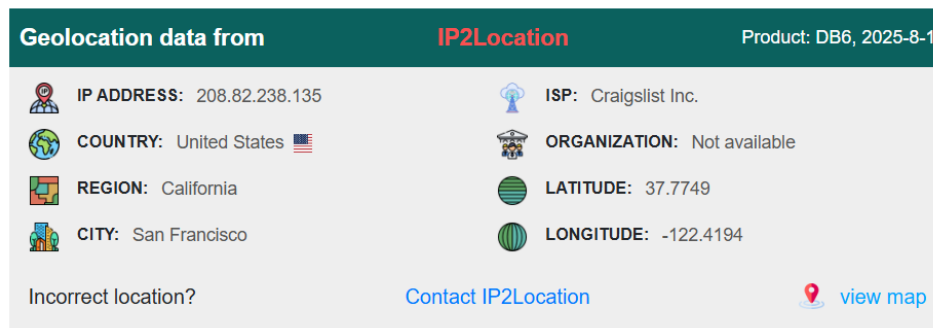 Geolocation data from IP2Location Product: DB6, 2025-8-1
IP ADDRESS: 208.82.238.135 ISP: Craigslist Inc.
COUNTRY: United States ORGANIZATION: Not available
REGION: California LATITUDE: 37.7749
CITY: San Francisco LONGITUDE: -122.4194
Incorrect location? Contact IP2Location view map